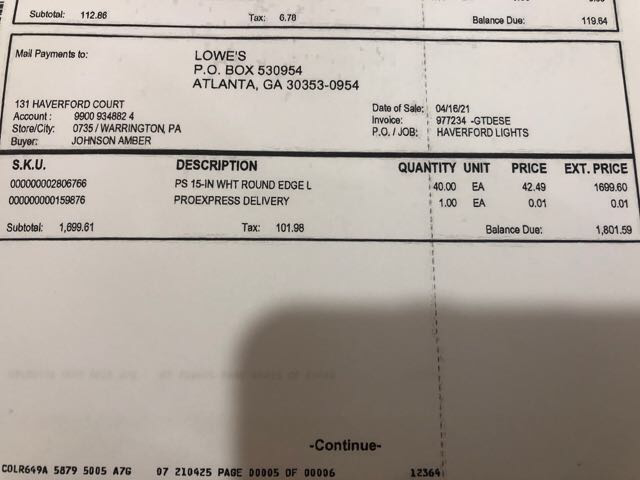 Subtotal: 112.86 Tax: 6.78 Balance Due: 119.64
Mail Payments to: LOWE'S
P.O. BOX 530954
ATLANTA, GA 30353-0954
131 HAVERFORD COURT
Account : 9900 934882 4
Store/City: 0735 / WARRINGTON, PA
Buyer: JOHNSON AMBER
Date of Sale: 04/16/21
Invoice: 977234 -GTDESE
P.O. / JOB: HAVERFORD LIGHTS
S.K.U. DESCRIPTION QUANTITY UNIT PRICE EXT. PRICE
000000002806766 PS 15-IN WHT ROUND EDGE L 40.00 EA 42.49 1699.60
000000000159876 PROEXPRESS DELIVERY 1.00 EA 0.01 0.01
Subtotal: 1,699.61 Tax: 101.98 Balance Due: 1,801.59
-Continue-
COLR649A 5879 5005 A7G 07 210425 PAGE 00005 OF 00006 12364